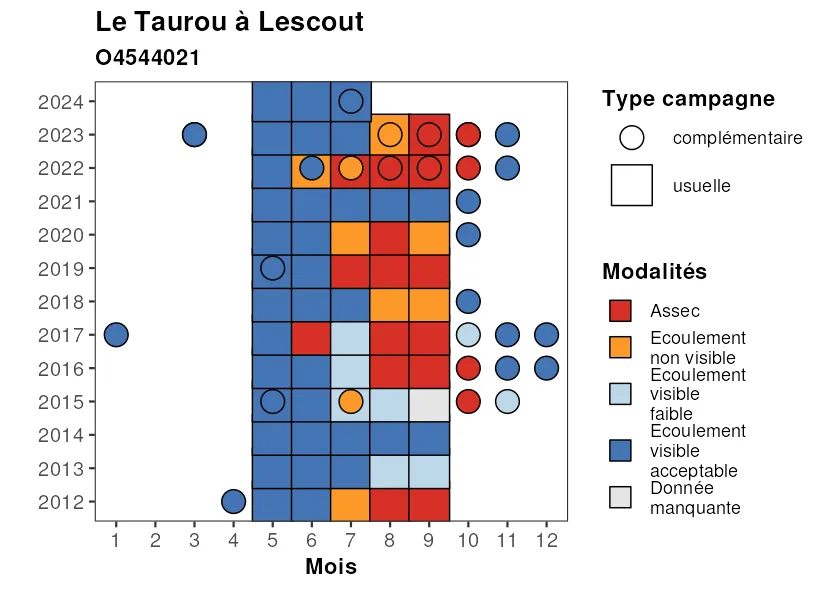 Le Taurou à Lescout
O4544021
2024
2023
2022
2021
2020
2019
2018
2017
2016
2015
2014
2013
2012
1 2 3 4 5 6 7 8 9 10 11 12
Mois
Type campagne
complémentaire
usuelle
Modalités
Assec
Ecoulement
non visible
Ecoulement
visible
faible
Ecoulement
visible
acceptable
Donnée
manquante